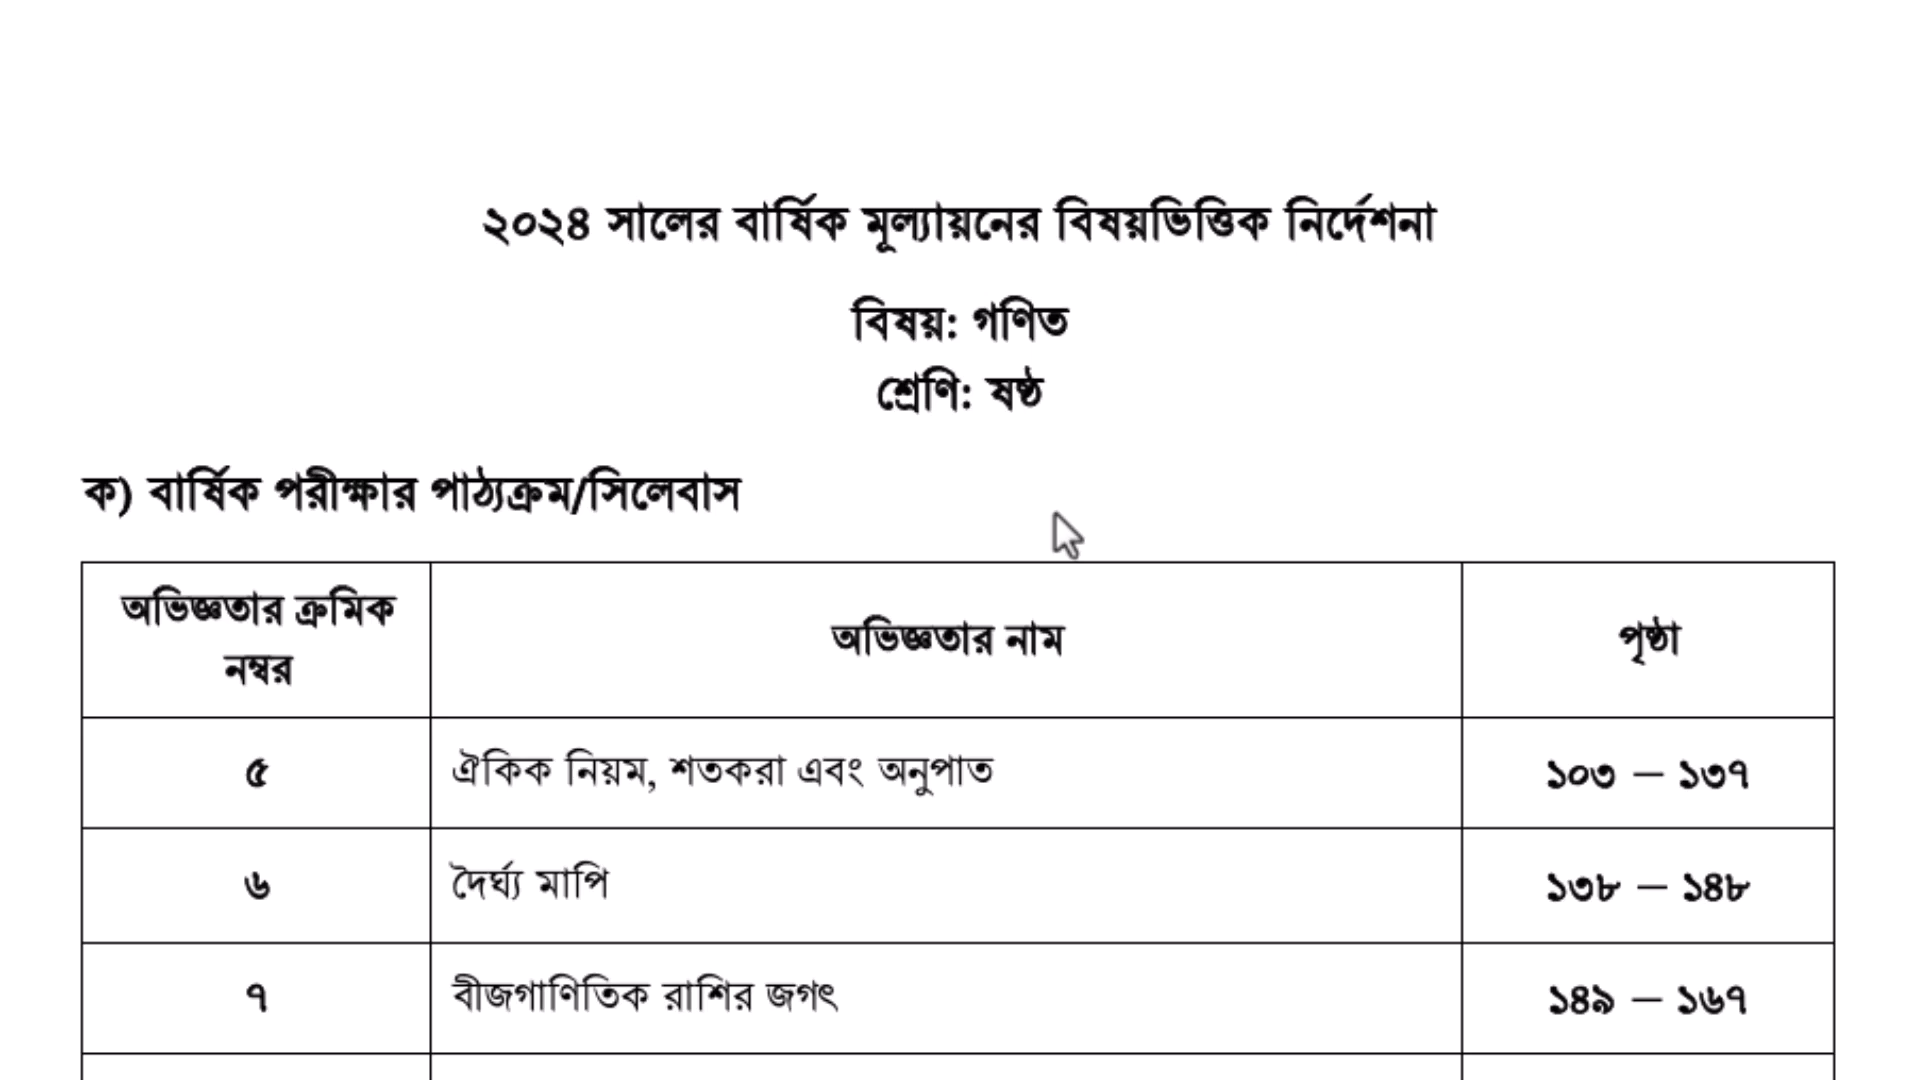 ২০২৪ সালের বার্ষিক মূল্যায়নের বিষয়ভিত্তিক নির্দেশনা
বিষয়: গণিত
শ্রেণি: ষষ্ঠ
ক) বার্ষিক পরীক্ষার পাঠ্যক্রম/সিলেবাস
অভিজ্ঞতার ক্রমিক
নম্বর
অভিজ্ঞতার নাম
পৃষ্ঠা
৫ ঐকিক নিয়ম, শতকরা এবং অনুপাত ১০৩ – ১৩৭
৬ দৈর্ঘ্য মাপি ১৩৮ – ১৪৮
৭ বীজগাণিতিক রাশির জগৎ ১৪৯ – ১৬৭